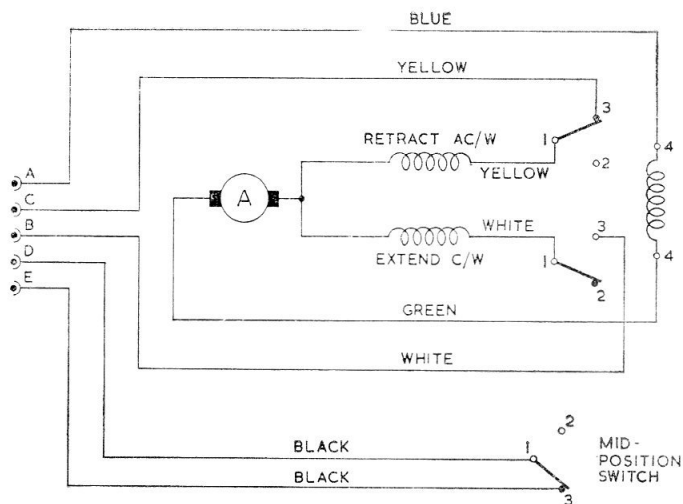 BLUE
YELLOW
3
RETRACT AC/W
1
4
A
YELLOW
2
C
A
B
WHITE
3
D
EXTEND C/W
1
4
E
2
GREEN
WHITE
2
BLACK
1
MID-
POSITION
SWITCH
BLACK
3